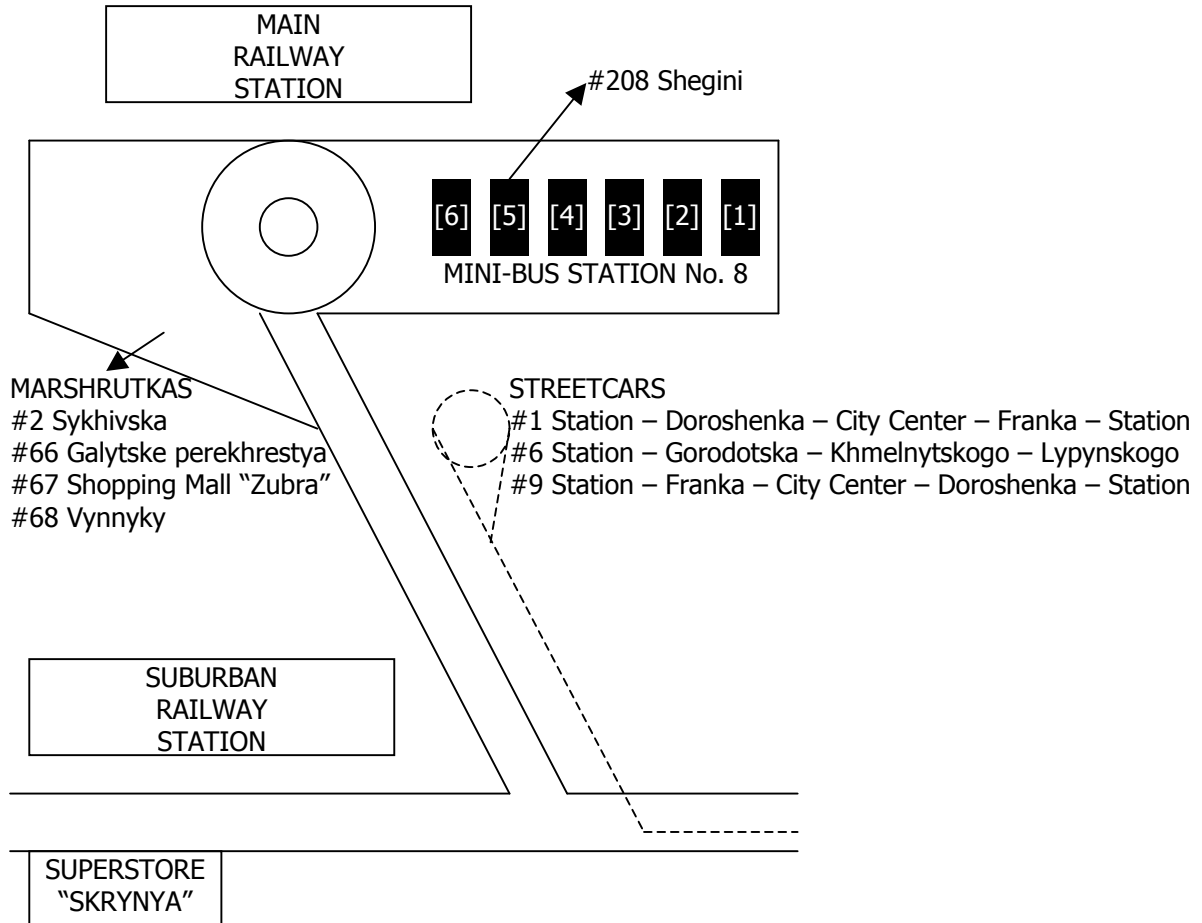 MAIN
RAILWAY
STATION
#208 Shegini
[6] [5] [4] [3] [2] [1]
MINI-BUS STATION No. 8
MARSHRUTKAS
#2 Sykhivska
#66 Galytske perekhrestya
#67 Shopping Mall “Zubra”
#68 Vynnyky
STREETCARS
#1 Station – Doroshenka – City Center – Franka – Station
#6 Station – Gorodotska – Khmelnytskogo – Lypynskogo
#9 Station – Franka – City Center – Doroshenka – Station
SUBURBAN
RAILWAY
STATION
SUPERSTORE
“SKRYNYA”